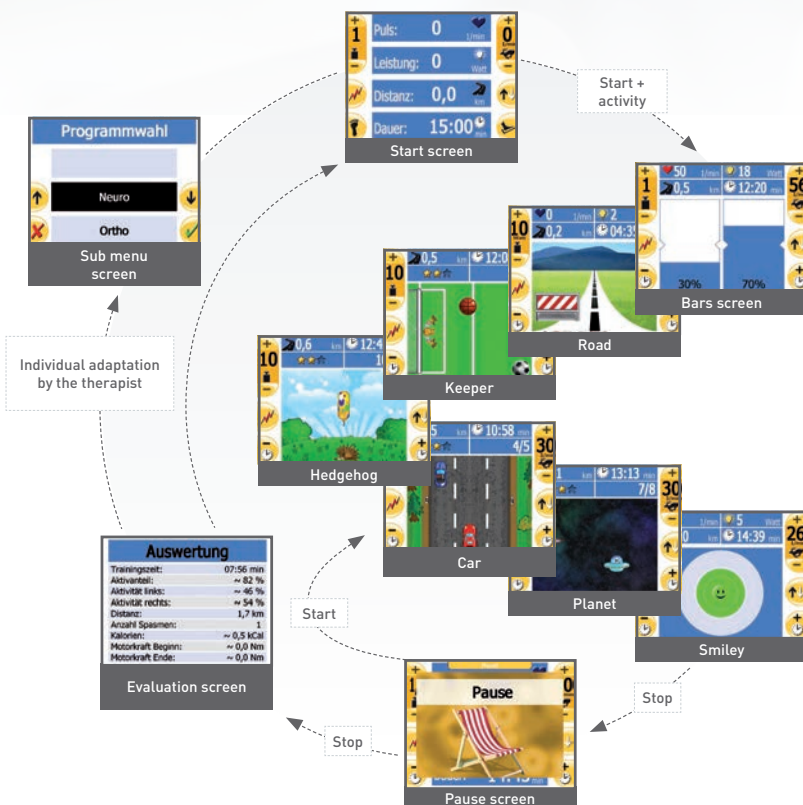 +
1
-
Puls: 0 1/min
Leistung: 0 Watt
Distanz: 0,0 km
Dauer: 15:00 min
+
0
-
Start screen
Start +
activity
Programmwahl
Neuro
Ortho
Sub menu
screen
50 1/min 18 Watt
0,5 km 12:20 min
+
1
-
56
30% 70%
Bars screen
0 1/min 2
0,2 km 04:35
+
10
-
Road
0,5 km 12:0
+
10
-
Keeper
0,6 km 12:4
+
10
-
Hedgehog
Individual adaptation
by the therapist
km 10:58 min
4/5
30
Car
1 km 13:13 min
7/8
30
Planet
1/min 5 Watt
0 km 14:39 min
26
Smiley
Auswertung
Trainingszeit: 07:56 min
Aktivanteil: ~ 82 %
Aktivität links: ~ 46 %
Aktivität rechts: ~ 54 %
Distanz: 1,7 km
Anzahl Spasmen: 1
Kalorien: ~ 0,5 kCal
Motorkraft Beginn: ~ 0,0 Nm
Motorkraft Ende: ~ 0,0 Nm
Evaluation screen
Start
Stop
Stop
Pause
Pause screen